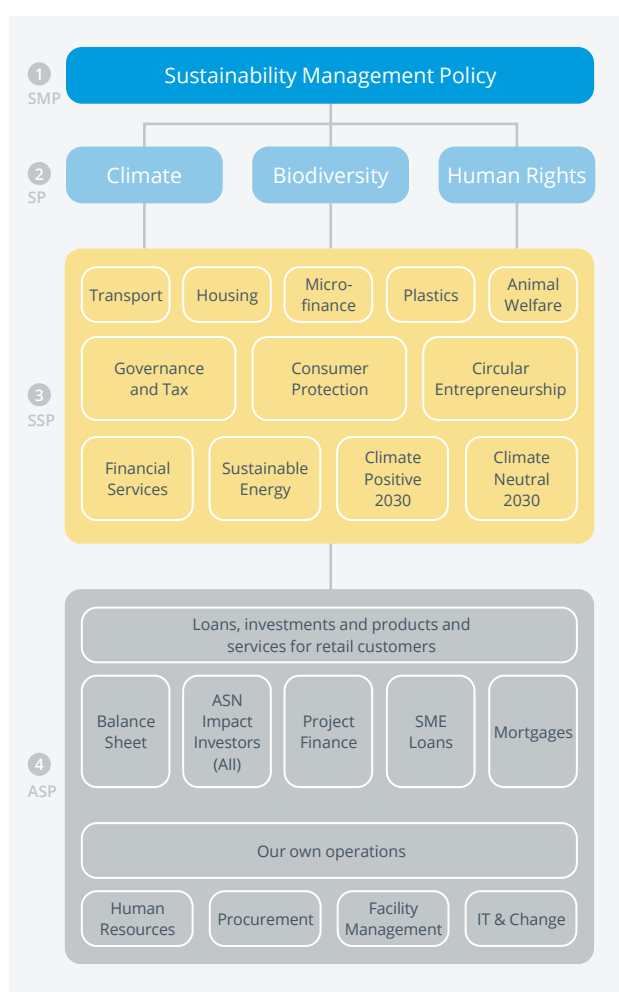 1
Sustainability Management Policy
SMP
2
SP
Climate
Biodiversity
Human Rights
Transport
Housing
Micro-
finance
Plastics
Animal
Welfare
Governance
and Tax
Consumer
Protection
Circular
Entrepreneurship
3
SSP
Financial
Services
Sustainable
Energy
Climate
Positive
2030
Climate
Neutral
2030
Loans, investments and products and
services for retail customers
Balance
Sheet
ASN
Impact
Investors
(AII)
Project
Finance
SME
Loans
Mortgages
4
ASP
Our own operations
Human
Resources
Procurement
Facility
Management
IT & Change